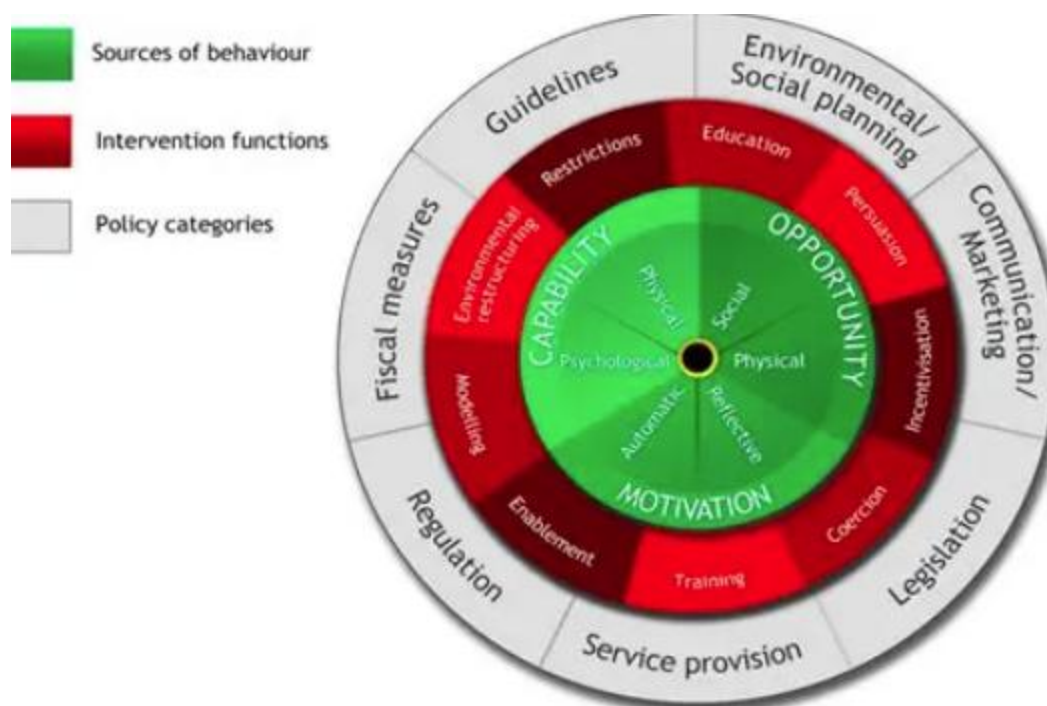 Sources of behaviour
Intervention functions
Policy categories
Guidelines
Environmental/
Social planning
Communication/
Marketing
Legislation
Service provision
Regulation
Fiscal measures
Restrictions
Education
Persuasion
Incentivisation
Coercion
Training
Enablement
Modelling
Environmental
restructuring
CAPABILITY
OPPORTUNITY
MOTIVATION
Physical
Social
Physical
Reflective
Automatic
Psychological